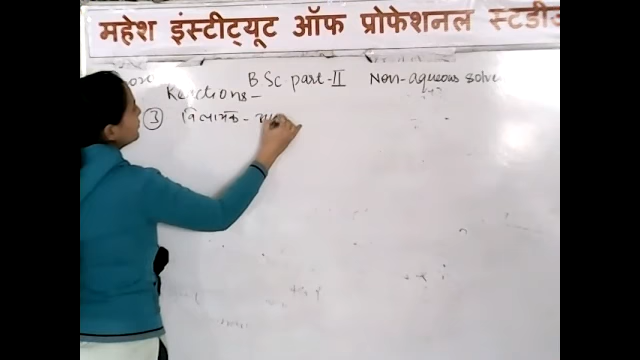 महेश इंस्टीट्यूट ऑफ प्रोफेशनल स्टडीज
BSc part-II Non-aqueous solve
Reactions -
③ विलायक -